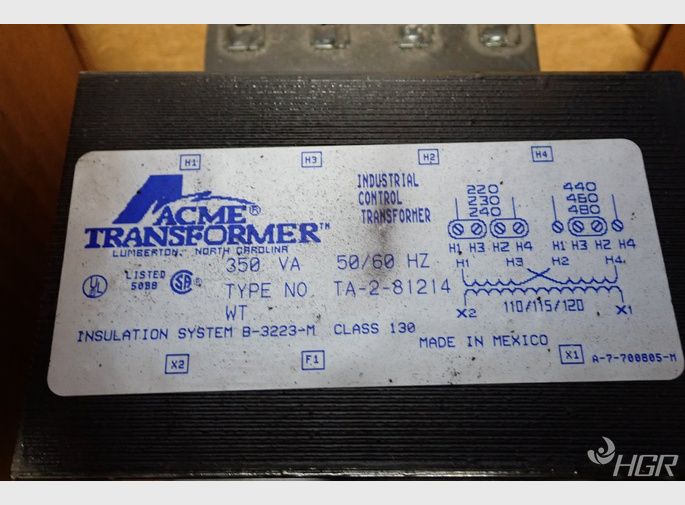 H1 H3 H2 H4
ACME®
TRANSFORMER™
LUMBERTON, NORTH CAROLINA
INDUSTRIAL
CONTROL
TRANSFORMER
220
230
240
440
460
480
H1 H3 H2 H4
H1 H3 H2 H4
H1 H3 H2 H4
X2 110/115/120 X1
350 VA 50/60 HZ
UL LISTED
50BB
SA®
TYPE NO TA-2-81214
WT
INSULATION SYSTEM B-3223-M CLASS 130
MADE IN MEXICO
X2 F1 X1 A-7-700805-M
HGR